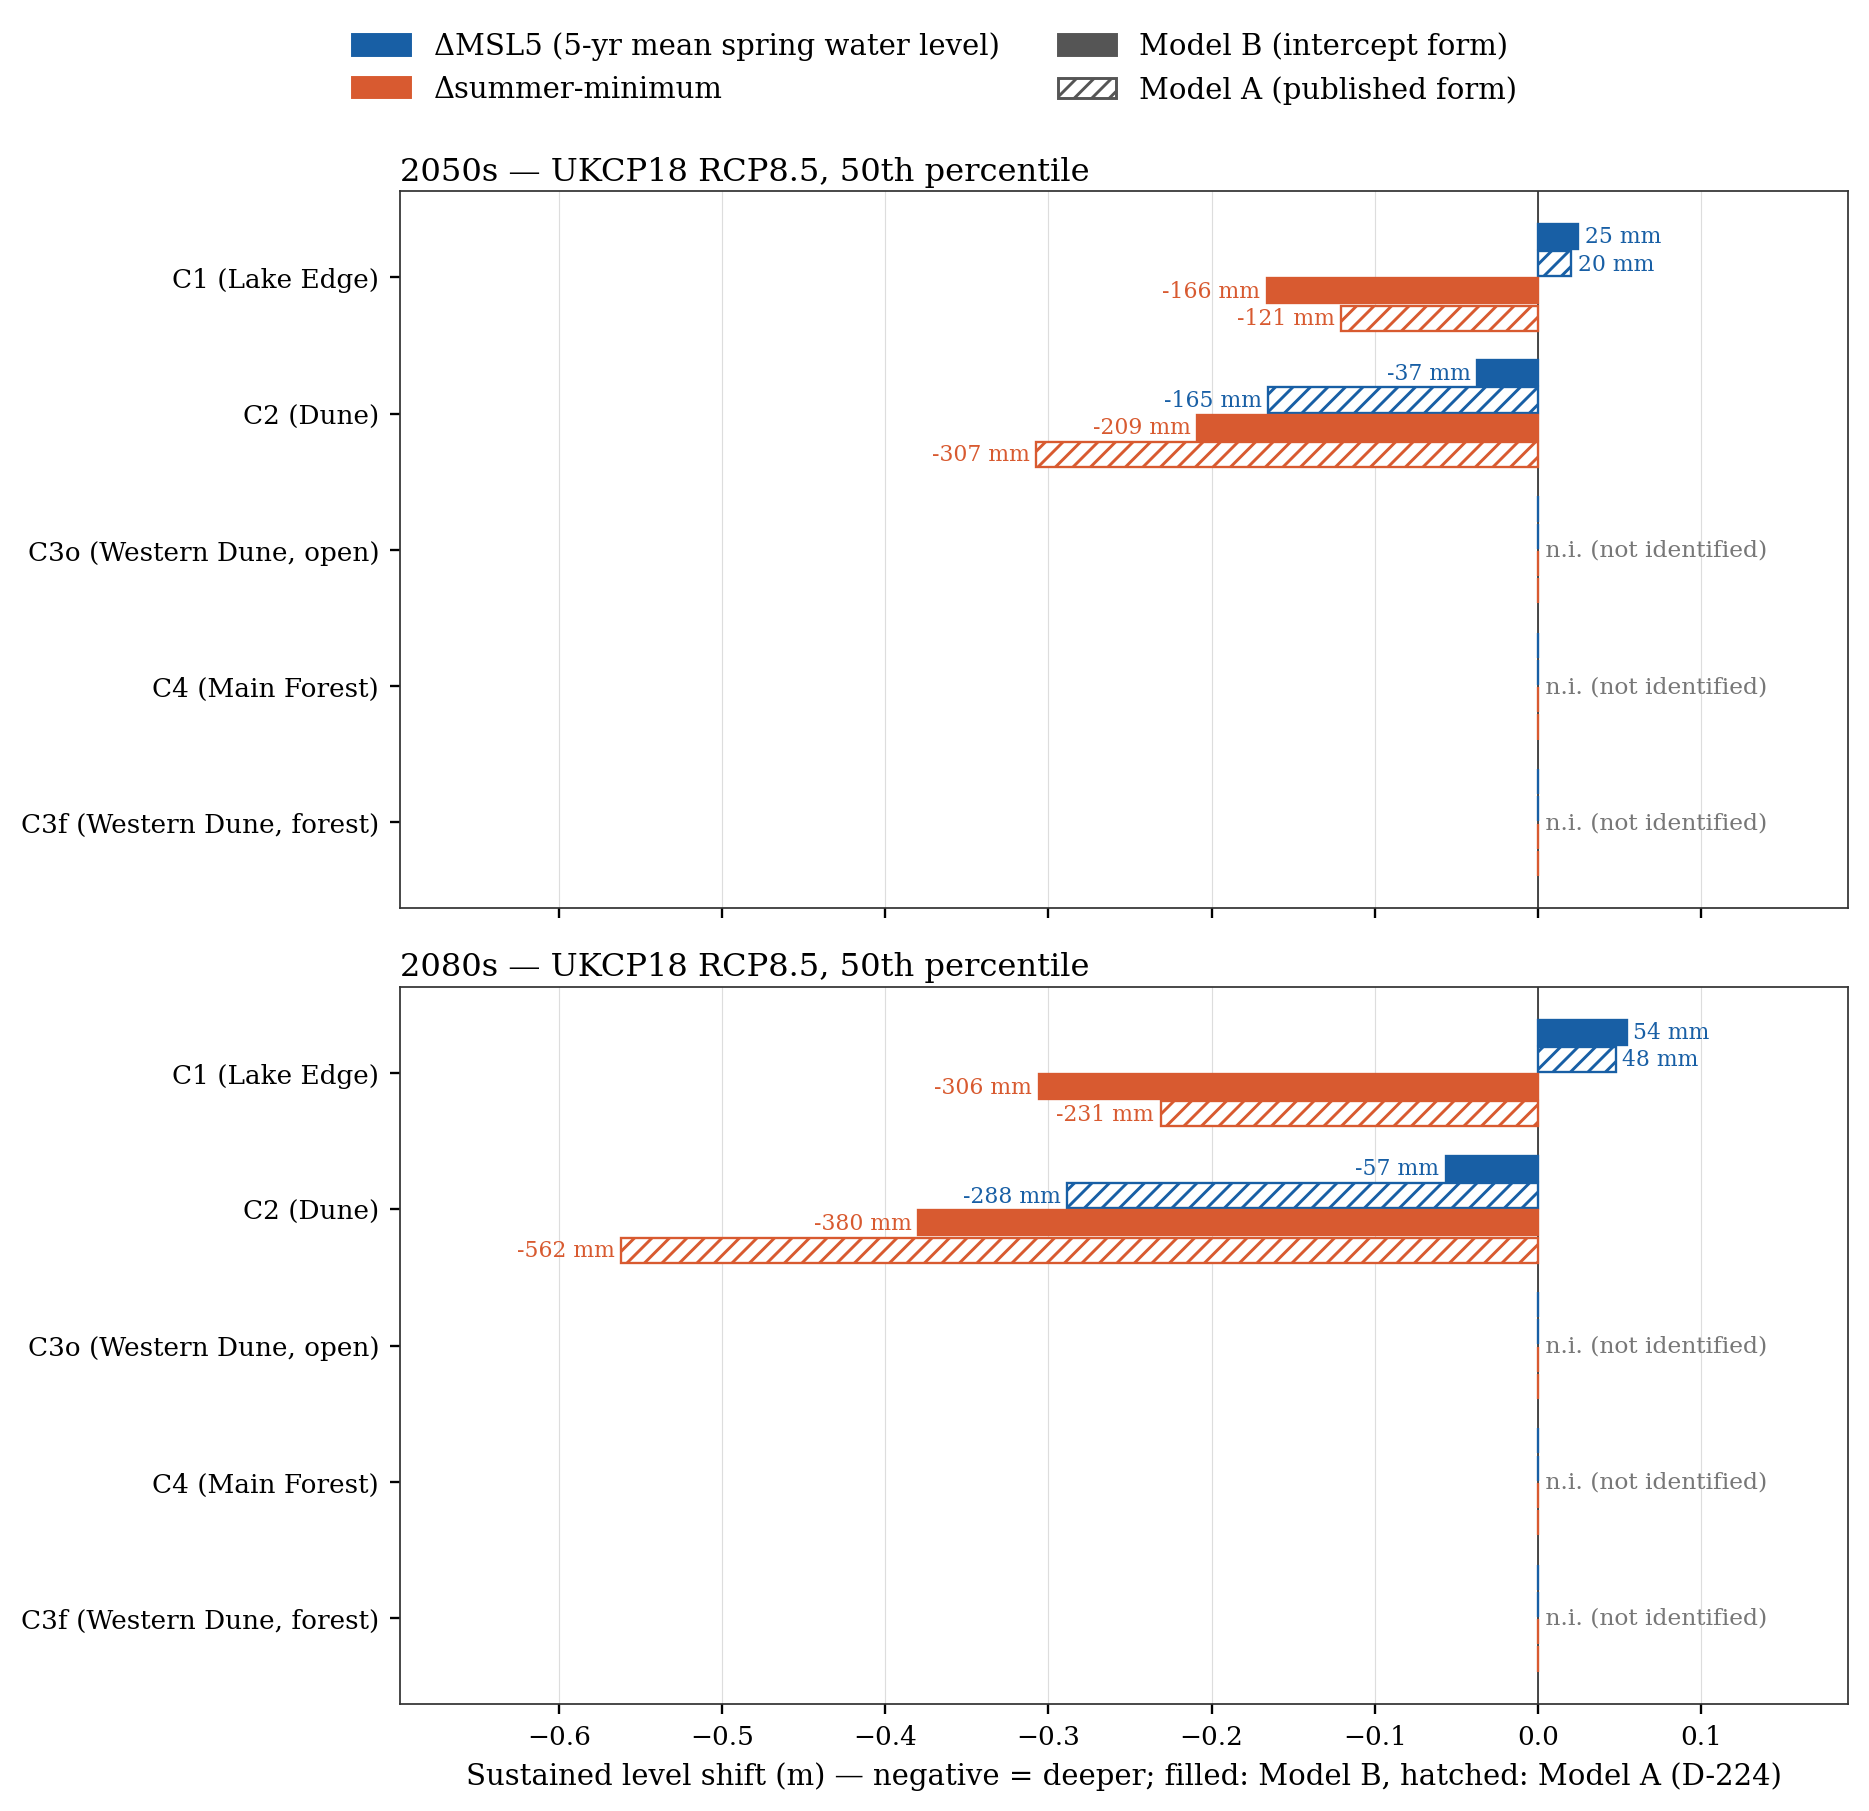 ΔMSL5 (5-yr mean spring water level)
Δsummer-minimum
Model B (intercept form)
Model A (published form)
2050s — UKCP18 RCP8.5, 50th percentile
C1 (Lake Edge)
25 mm
20 mm
-166 mm
-121 mm
C2 (Dune)
-37 mm
-165 mm
-209 mm
-307 mm
C3o (Western Dune, open)
n.i. (not identified)
C4 (Main Forest)
n.i. (not identified)
C3f (Western Dune, forest)
n.i. (not identified)
2080s — UKCP18 RCP8.5, 50th percentile
C1 (Lake Edge)
54 mm
48 mm
-306 mm
-231 mm
C2 (Dune)
-57 mm
-288 mm
-380 mm
-562 mm
C3o (Western Dune, open)
n.i. (not identified)
C4 (Main Forest)
n.i. (not identified)
C3f (Western Dune, forest)
n.i. (not identified)
−0.6 −0.5 −0.4 −0.3 −0.2 −0.1 0.0 0.1
Sustained level shift (m) — negative = deeper; filled: Model B, hatched: Model A (D-224)